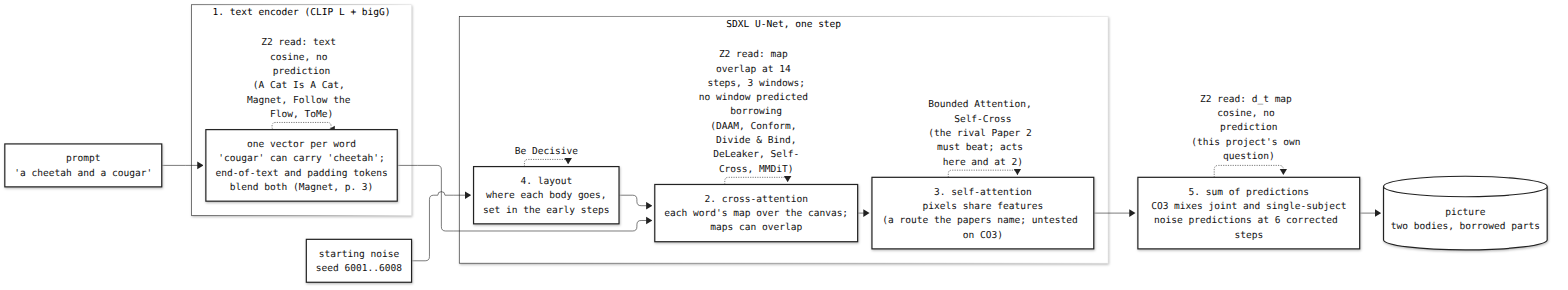 1. text encoder (CLIP L + bigG)
Z2 read: text
cosine, no
prediction
(A Cat Is A Cat,
Magnet, Follow the
Flow, ToMe)
prompt
'a cheetah and a cougar'
one vector per word
'cougar' can carry 'cheetah';
end-of-text and padding tokens
blend both (Magnet, p. 3)
starting noise
seed 6001..6008
SDXL U-Net, one step
Be Decisive
4. layout
where each body goes,
set in the early steps
Z2 read: map
overlap at 14
steps, 3 windows;
no window predicted
borrowing
(DAAM, Conform,
Divide & Bind,
DeLeaker, Self-
Cross, MMDiT)
2. cross-attention
each word's map over the canvas;
maps can overlap
Bounded Attention,
Self-Cross
(the rival Paper 2
must beat; acts
here and at 2)
3. self-attention
pixels share features
(a route the papers name; untested
on CO3)
Z2 read: d_t map
cosine, no
prediction
(this project's own
question)
5. sum of predictions
CO3 mixes joint and single-subject
noise predictions at 6 corrected
steps
picture
two bodies, borrowed parts